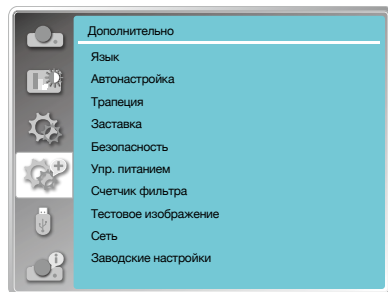 Дополнительно
Язык
Автонастройка
Трапеция
Заставка
Безопасность
Упр. питанием
Счетчик фильтра
Тестовое изображение
Сеть
Заводские настройки